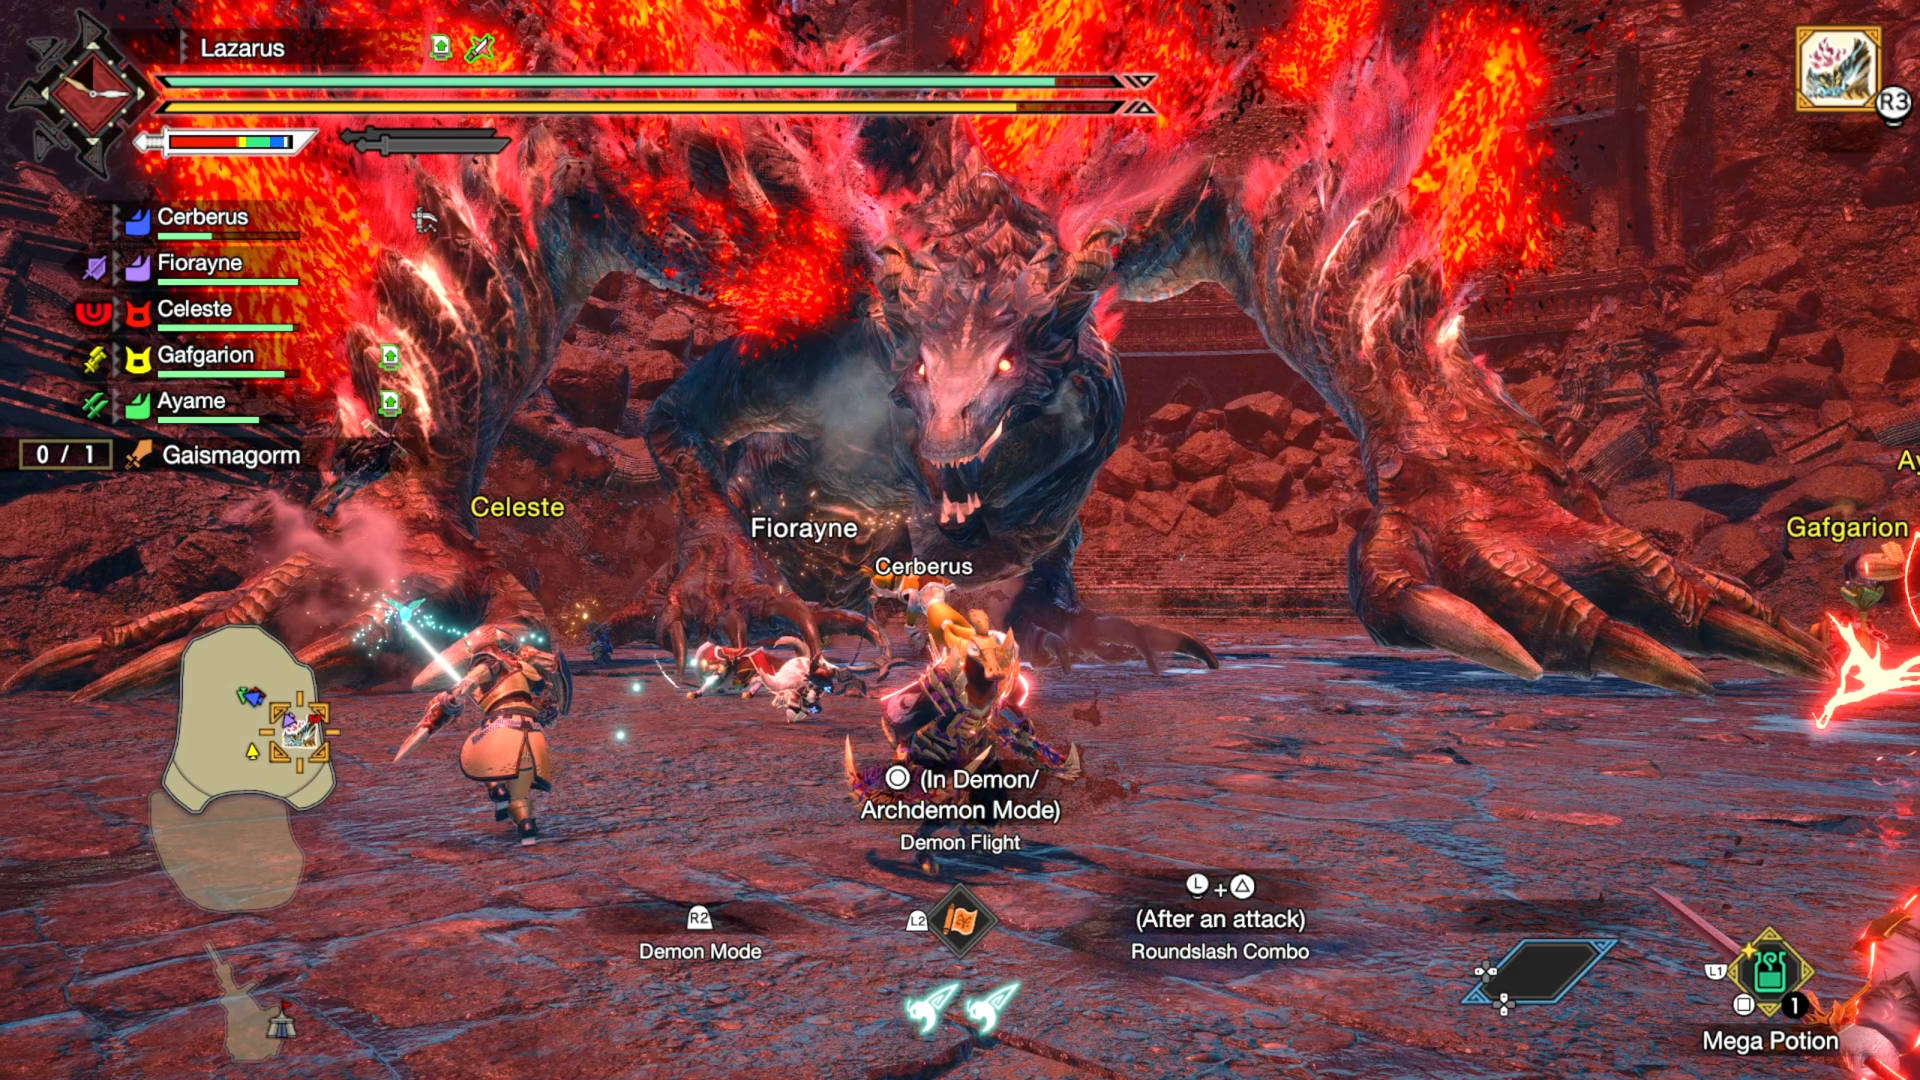 Lazarus
R3
Cerberus
Fiorayne
Celeste
Gafgarion
Ayame
0 / 1 Gaismagorm
Celeste
Fiorayne
Cerberus
Gafgarion
(In Demon/
Archdemon Mode)
Demon Flight
R2
Demon Mode
L2
L + △
(After an attack)
Roundslash Combo
L1
1
Mega Potion